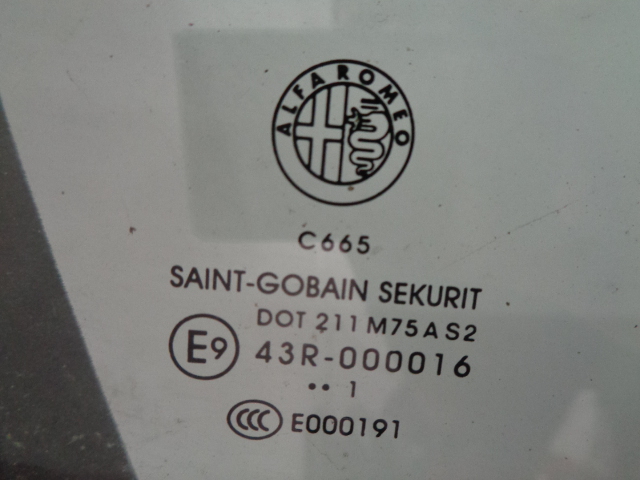 ALFA ROMEO
C665
SAINT-GOBAIN SEKURIT
DOT 211 M75 A S2
E9 43R-000016
•• 1
CCC E000191